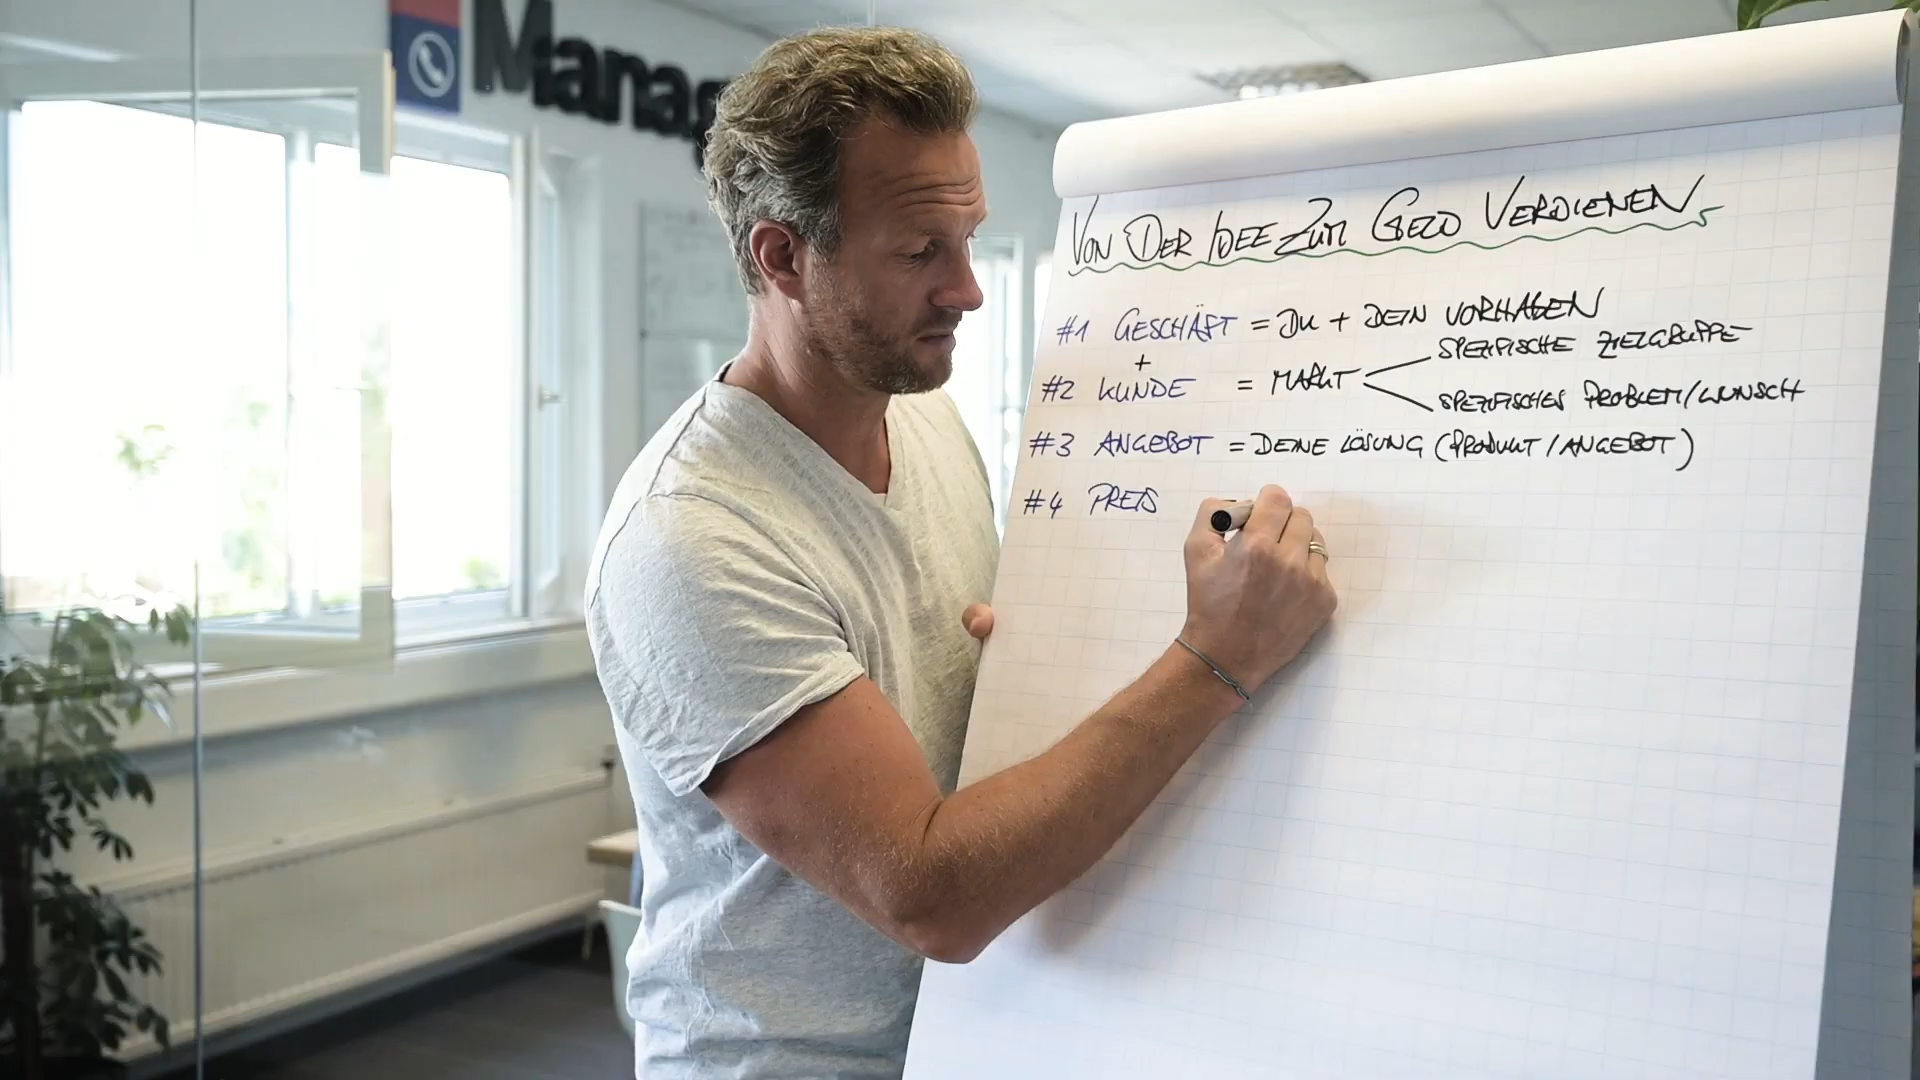 Manag
VON DER IDEE ZUM GELD VERDIENEN
#1 GESCHÄFT = DU + DEIN VORHABEN
+
SPEZIFISCHE ZIELGRUPPE
#2 KUNDE = MARKT
SPEZIFISCHES PROBLEM/WUNSCH
#3 ANGEBOT = DEINE LÖSUNG (PRODUKT/ANGEBOT)
#4 PREIS